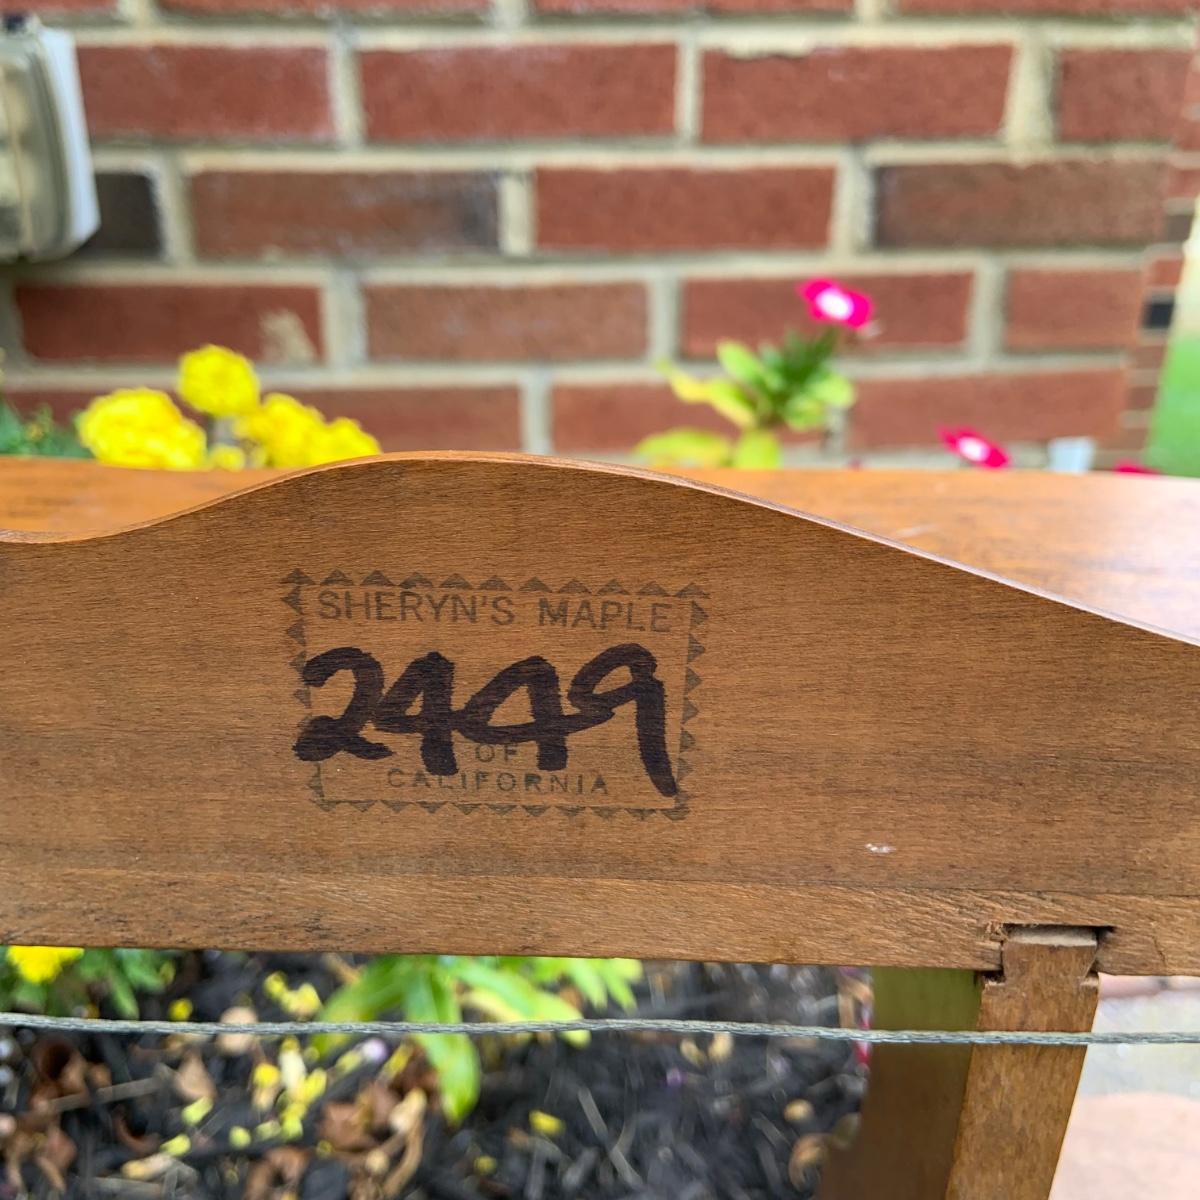 SHERYN'S MAPLE
2449
OF
CALIFORNIA